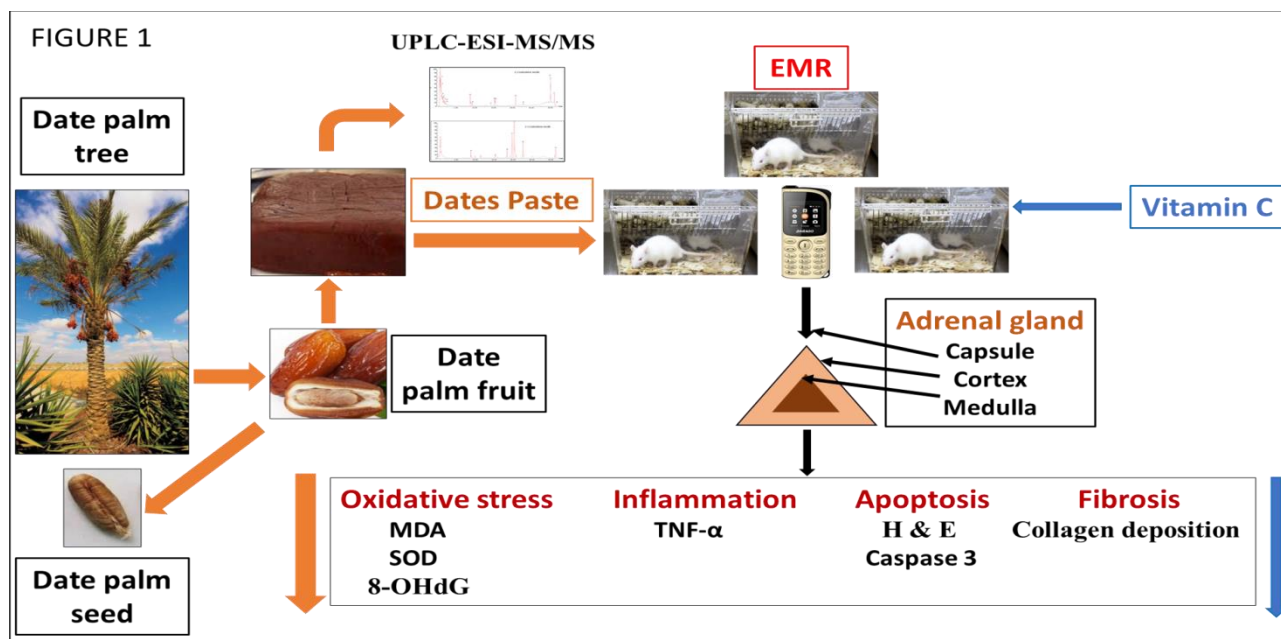 FIGURE 1
UPLC-ESI-MS/MS
EMR
Date palm
tree
Dates Paste
Vitamin C
Date
palm fruit
Adrenal gland
Capsule
Cortex
Medulla
Date palm
seed
Oxidative stress
MDA
SOD
8-OHdG
Inflammation
TNF-α
Apoptosis
H & E
Caspase 3
Fibrosis
Collagen deposition